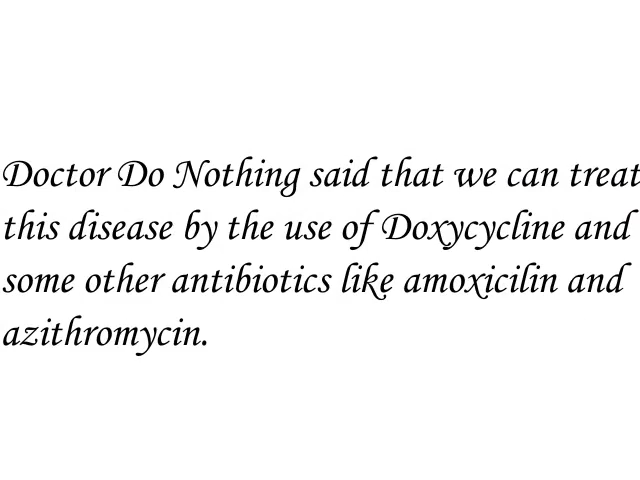 Doctor Do Nothing said that we can treat
this disease by the use of Doxycycline and
some other antibiotics like amoxicilin and
azithromycin.